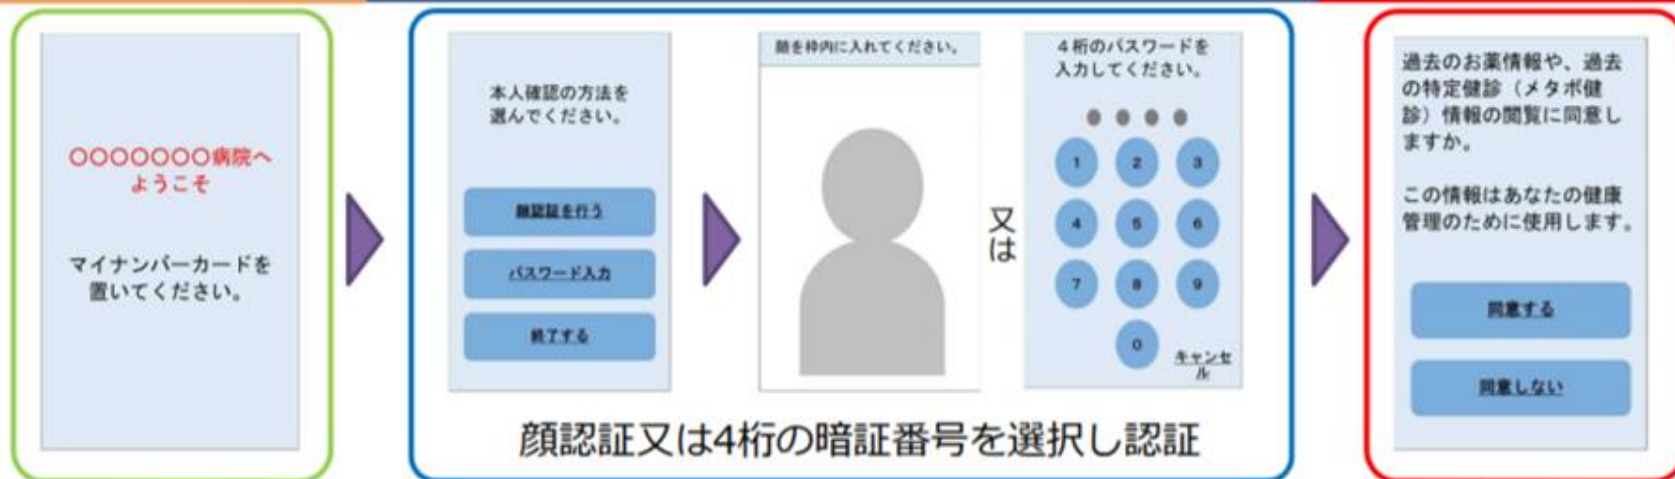 〇〇〇〇〇〇〇病院へ
ようこそ
マイナンバーカードを
置いてください。
本人確認の方法を
選んでください。
顔認証を行う
パスワード入力
終了する
顔を枠内に入れてください。
又は
4桁のパスワードを
入力してください。
1 2 3
4 5 6
7 8 9
0
キャンセ
ル
顔認証又は4桁の暗証番号を選択し認証
過去のお薬情報や、過去
の特定健診（メタボ健
診）情報の閲覧に同意し
ますか。
この情報はあなたの健康
管理のために使用します。
同意する
同意しない